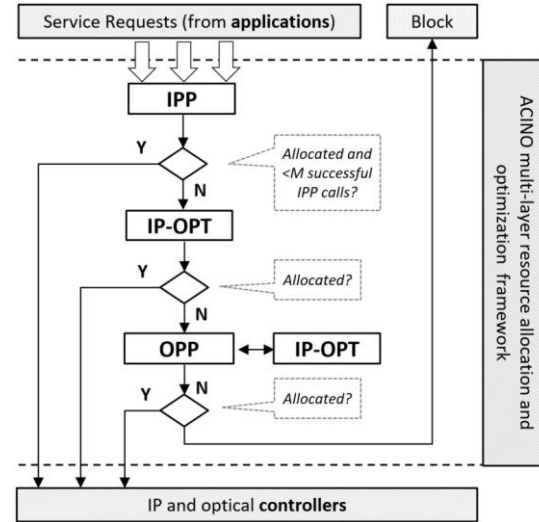 Service Requests (from applications)
Block
IPP
Y
Allocated and
<M successful
IPP calls?
N
IP-OPT
Y
Allocated?
N
OPP
IP-OPT
Y
N
Allocated?
IP and optical controllers
ACINO multi-layer resource allocation and
optimization framework